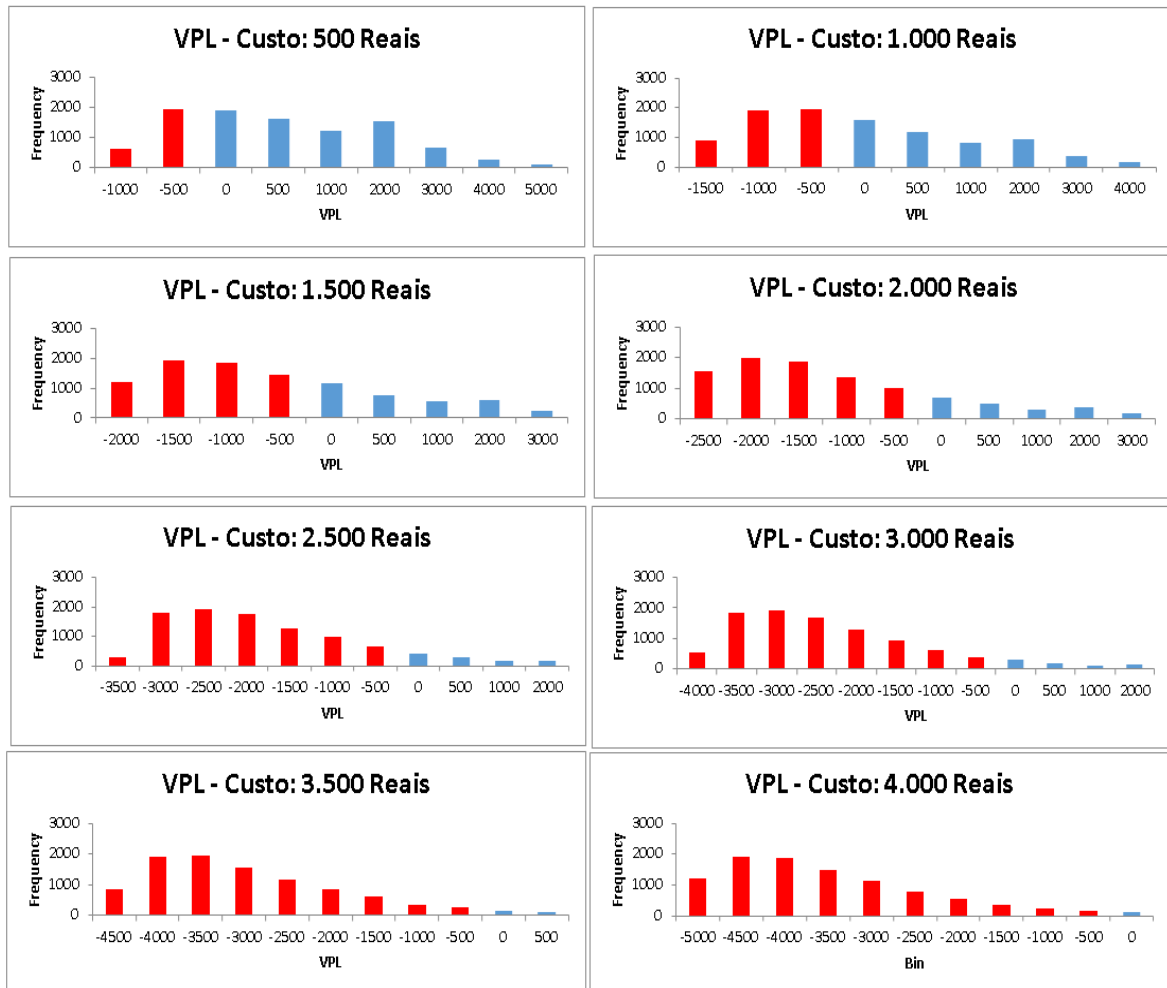 VPL - Custo: 500 Reais
Frequency
3000
2000
1000
0
-1000 -500 0 500 1000 2000 3000 4000 5000
VPL
VPL - Custo: 1.000 Reais
Frequency
3000
2000
1000
0
-1500 -1000 -500 0 500 1000 2000 3000 4000
VPL
VPL - Custo: 1.500 Reais
Frequency
3000
2000
1000
0
-2000 -1500 -1000 -500 0 500 1000 2000 3000
VPL
VPL - Custo: 2.000 Reais
Frequency
3000
2000
1000
0
-2500 -2000 -1500 -1000 -500 0 500 1000 2000 3000
VPL
VPL - Custo: 2.500 Reais
Frequency
3000
2000
1000
0
-3500 -3000 -2500 -2000 -1500 -1000 -500 0 500 1000 2000
VPL
VPL - Custo: 3.000 Reais
Frequency
3000
2000
1000
0
-4000 -3500 -3000 -2500 -2000 -1500 -1000 -500 0 500 1000 2000
VPL
VPL - Custo: 3.500 Reais
Frequency
3000
2000
1000
0
-4500 -4000 -3500 -3000 -2500 -2000 -1500 -1000 -500 0 500
VPL
VPL - Custo: 4.000 Reais
Frequency
3000
2000
1000
0
-5000 -4500 -4000 -3500 -3000 -2500 -2000 -1500 -1000 -500 0
Bin